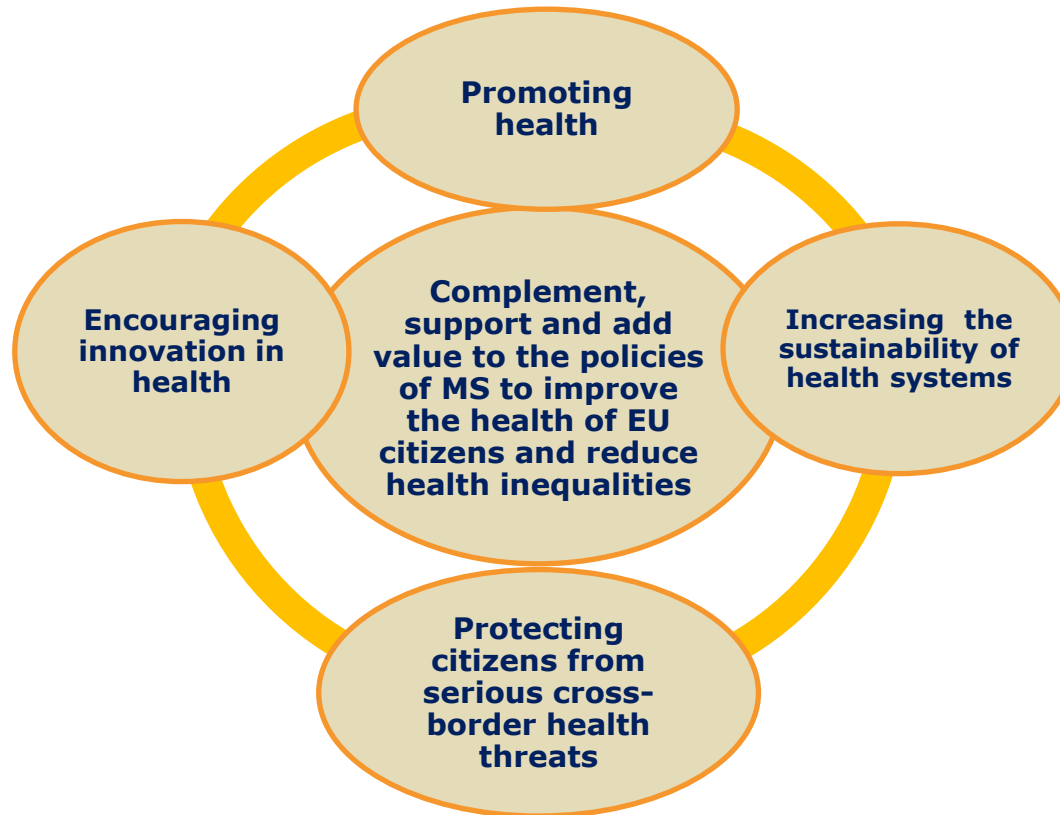 Promoting
health
Encouraging
innovation in
health
Complement,
support and add
value to the policies
of MS to improve
the health of EU
citizens and reduce
health inequalities
Increasing  the
sustainability of
health systems
Protecting
citizens from
serious cross-
border health
threats